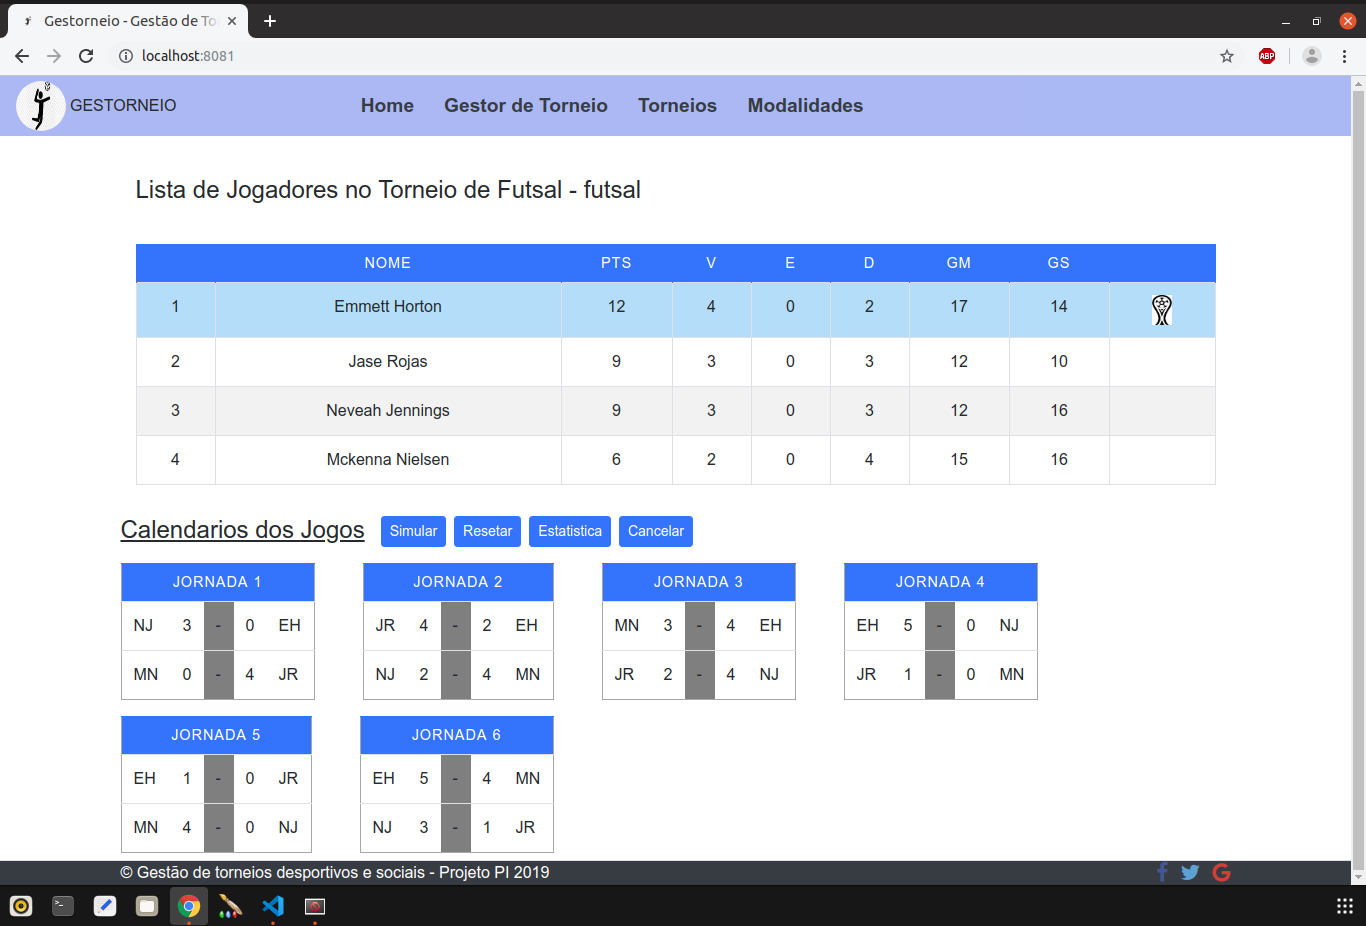 Gestorneio - Gestão de To
localhost:8081
ABP
GESTORNEIO Home Gestor de Torneio Torneios Modalidades
Lista de Jogadores no Torneio de Futsal - futsal
NOME PTS V E D GM GS
1 Emmett Horton 12 4 0 2 17 14
2 Jase Rojas 9 3 0 3 12 10
3 Neveah Jennings 9 3 0 3 12 16
4 Mckenna Nielsen 6 2 0 4 15 16
Calendarios dos Jogos Simular Resetar Estatistica Cancelar
JORNADA 1
NJ 3 - 0 EH
MN 0 - 4 JR
JORNADA 2
JR 4 - 2 EH
NJ 2 - 4 MN
JORNADA 3
MN 3 - 4 EH
JR 2 - 4 NJ
JORNADA 4
EH 5 - 0 NJ
JR 1 - 0 MN
JORNADA 5
EH 1 - 0 JR
MN 4 - 0 NJ
JORNADA 6
EH 5 - 4 MN
NJ 3 - 1 JR
© Gestão de torneios desportivos e sociais - Projeto PI 2019